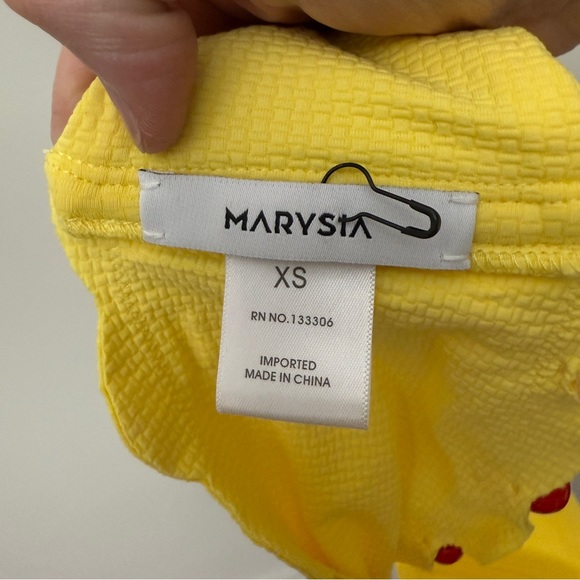 MARYSIA
XS
RN NO.133306
IMPORTED
MADE IN CHINA